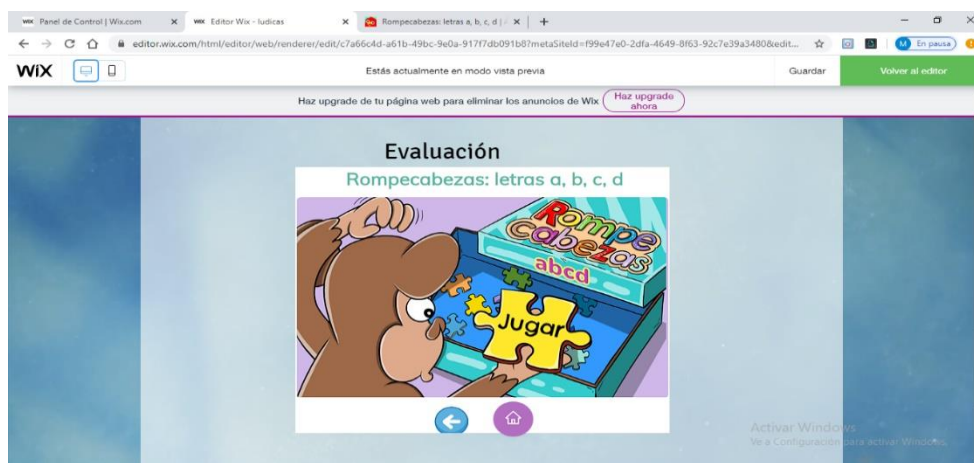 WIX Panel de Control | Wix.com
WIX Editor Wix - ludicas
Rompecabezas: letras a, b, c, d |
editor.wix.com/html/editor/web/renderer/edit/c7a66c4d-a61b-49bc-9e0a-917f7db091b8?metaSiteId=f99e47e0-2dfa-4649-8f63-92c7e39a3480&edit...
M En pausa
WiX
Estás actualmente en modo vista previa
Guardar
Volver al editor
Haz upgrade de tu página web para eliminar los anuncios de Wix
Haz upgrade
ahora
Evaluación
Rompecabezas: letras a, b, c, d
Rompe
cabezas
abcd
Jugar
Activar Windows
Ve a Configuración para activar Windows.